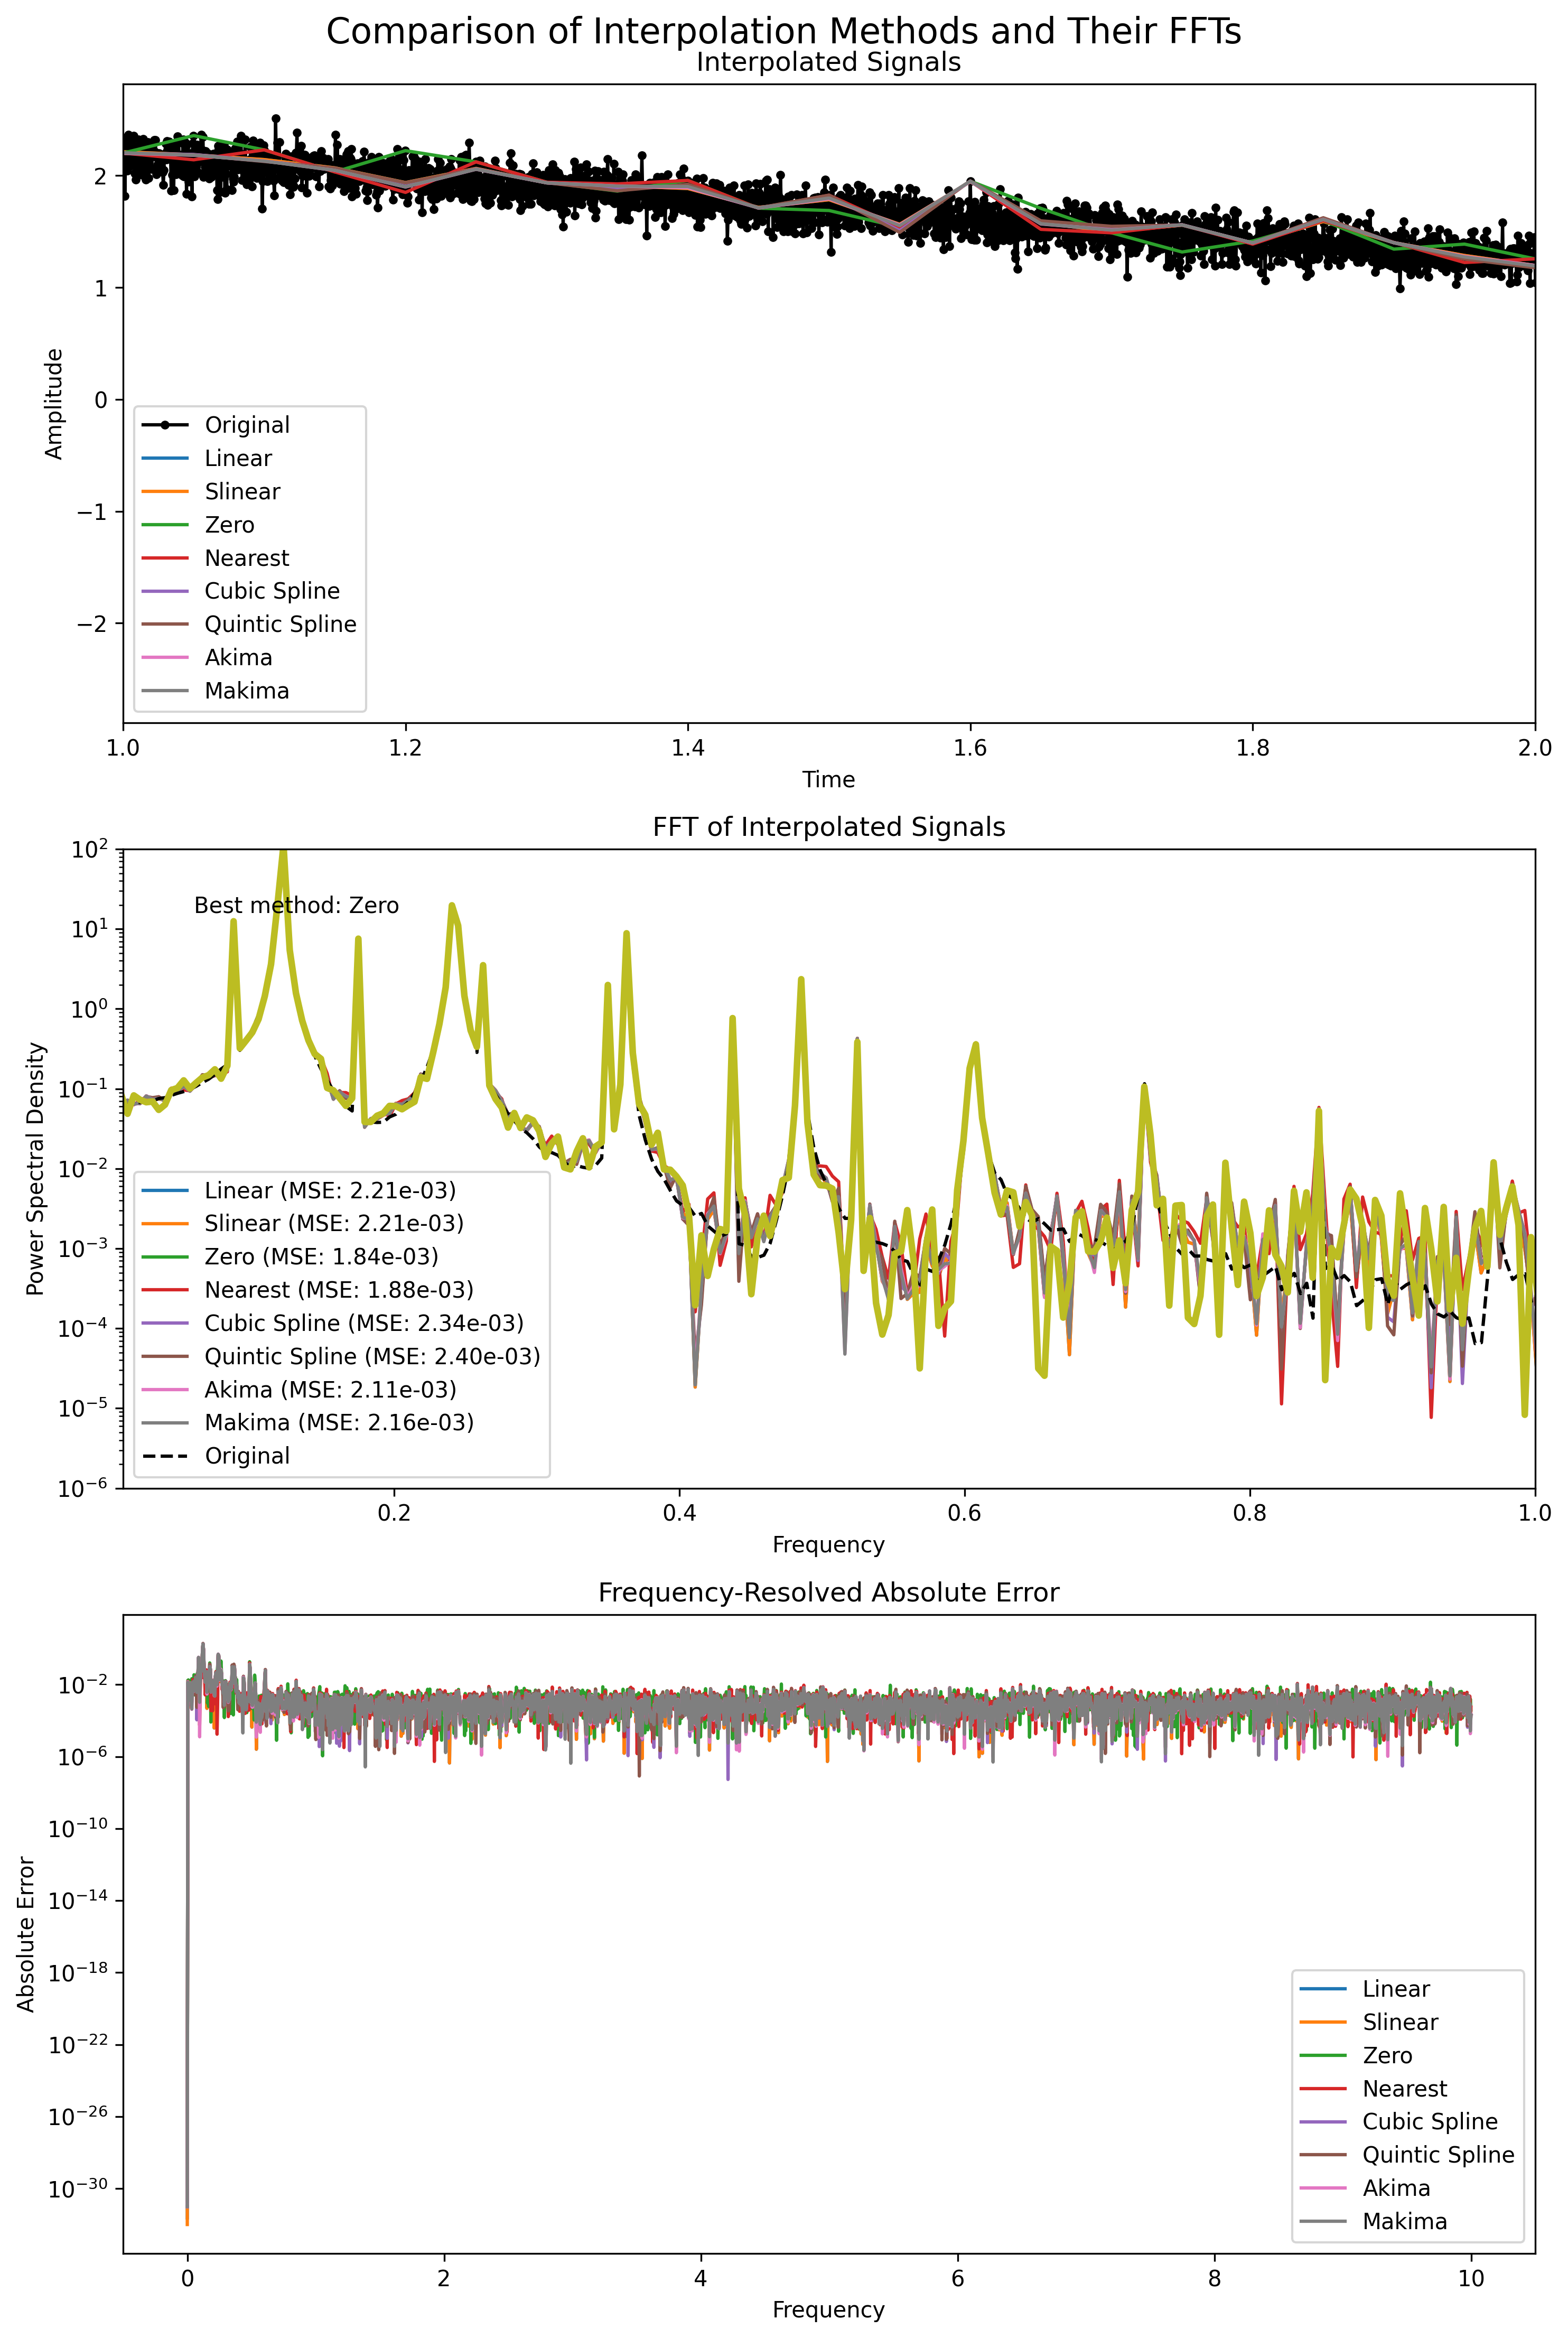 Comparison of Interpolation Methods and Their FFTs
Interpolated Signals
2
1
0
−1
−2
Amplitude
Original
Linear
Slinear
Zero
Nearest
Cubic Spline
Quintic Spline
Akima
Makima
1.0 1.2 1.4 1.6 1.8 2.0
Time
FFT of Interpolated Signals
10²
10¹
10⁰
10⁻¹
10⁻²
10⁻³
10⁻⁴
10⁻⁵
10⁻⁶
Power Spectral Density
Best method: Zero
Linear (MSE: 2.21e-03)
Slinear (MSE: 2.21e-03)
Zero (MSE: 1.84e-03)
Nearest (MSE: 1.88e-03)
Cubic Spline (MSE: 2.34e-03)
Quintic Spline (MSE: 2.40e-03)
Akima (MSE: 2.11e-03)
Makima (MSE: 2.16e-03)
Original
0.2 0.4 0.6 0.8 1.0
Frequency
Frequency-Resolved Absolute Error
10⁻²
10⁻⁶
10⁻¹⁰
10⁻¹⁴
10⁻¹⁸
10⁻²²
10⁻²⁶
10⁻³⁰
Absolute Error
Linear
Slinear
Zero
Nearest
Cubic Spline
Quintic Spline
Akima
Makima
0 2 4 6 8 10
Frequency